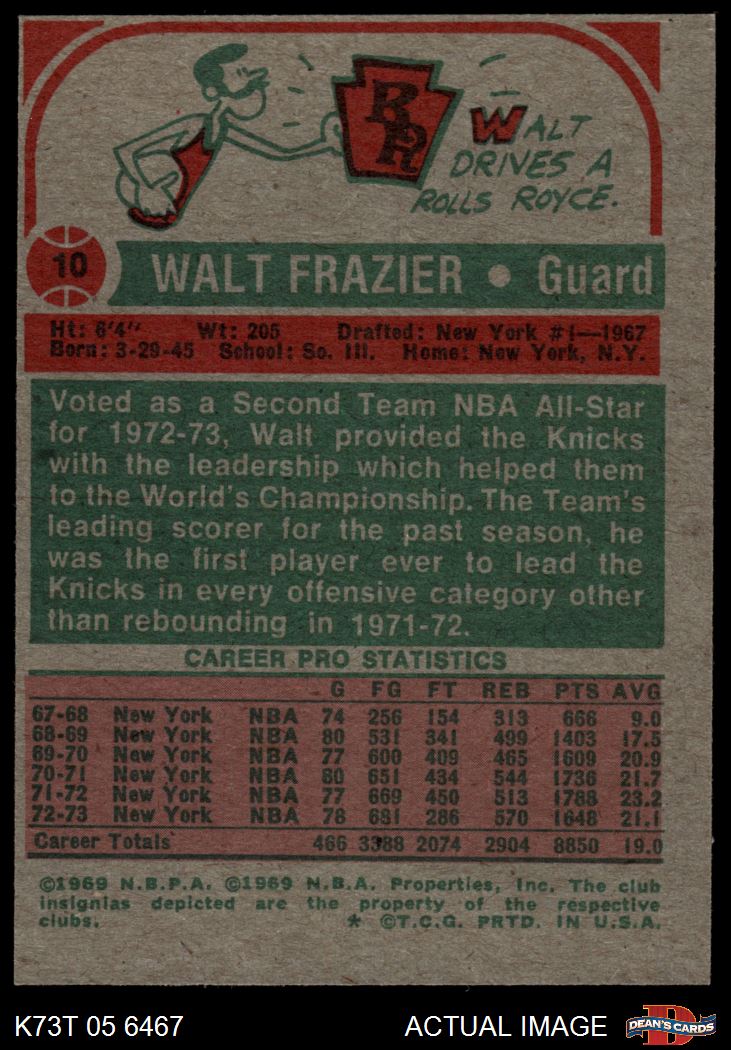 RR
WALT
DRIVES A
ROLLS ROYCE.
10
WALT FRAZIER • Guard
Ht: 6'4" Wt: 205 Drafted: New York #1—1967
Born: 3-29-45 School: So. Ill. Home: New York, N.Y.
Voted as a Second Team NBA All-Star
for 1972-73, Walt provided the Knicks
with the leadership which helped them
to the World's Championship. The Team's
leading scorer for the past season, he
was the first player ever to lead the
Knicks in every offensive category other
than rebounding in 1971-72.
CAREER PRO STATISTICS
G FG FT REB PTS AVG
67-68 New York NBA 74 256 154 313 666 9.0
68-69 New York NBA 80 531 341 499 1403 17.5
69-70 New York NBA 77 600 409 465 1609 20.9
70-71 New York NBA 80 651 434 544 1736 21.7
71-72 New York NBA 77 669 450 513 1788 23.2
72-73 New York NBA 78 681 286 570 1648 21.1
Career Totals 466 3388 2074 2904 8850 19.0
©1969 N.B.P.A. ©1969 N.B.A. Properties, Inc. The club
insignias depicted are the property of the respective
clubs. * ©T.C.G. PRTD. IN U.S.A.
K73T 05 6467 ACTUAL IMAGE
D
DEAN'S CARDS